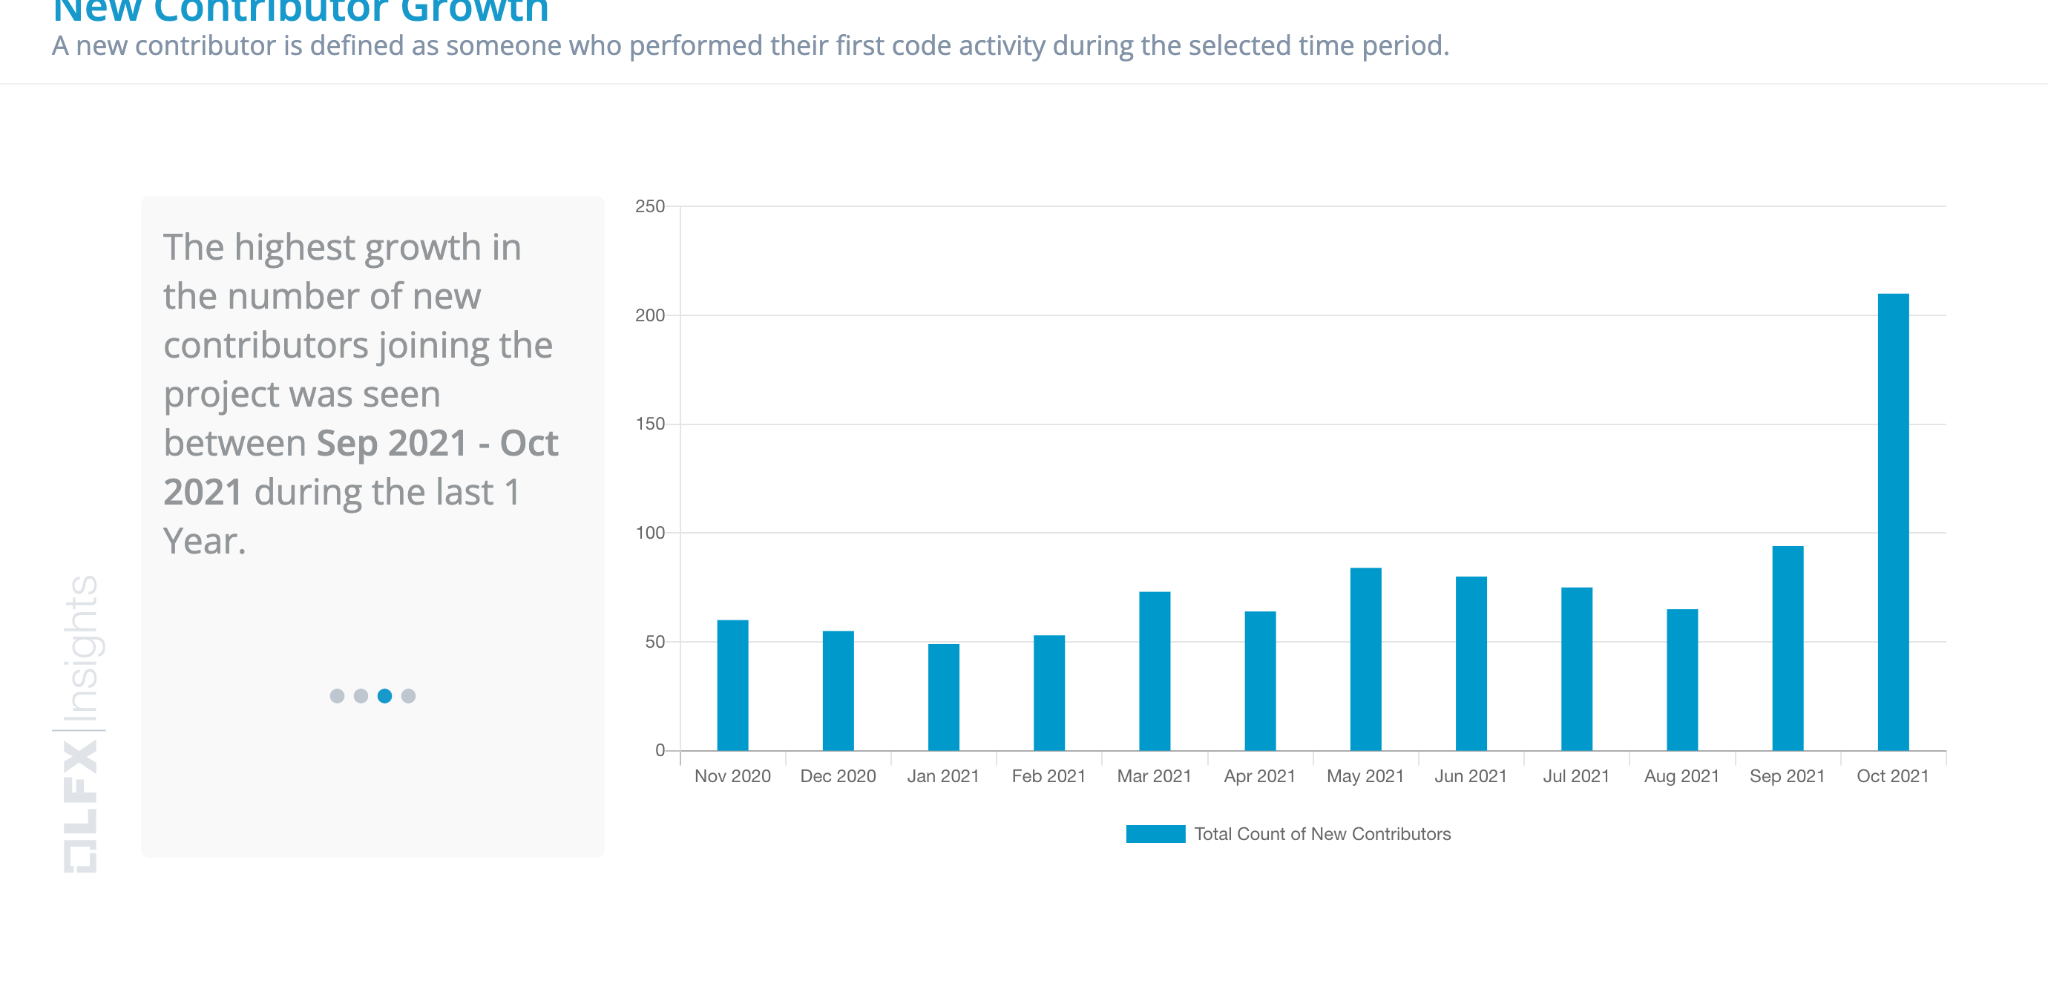 New Contributor Growth
A new contributor is defined as someone who performed their first code activity during the selected time period.
The highest growth in
the number of new
contributors joining the
project was seen
between Sep 2021 - Oct
2021 during the last 1
Year.
LFX Insights
250
200
150
100
50
0
Nov 2020 Dec 2020 Jan 2021 Feb 2021 Mar 2021 Apr 2021 May 2021 Jun 2021 Jul 2021 Aug 2021 Sep 2021 Oct 2021
Total Count of New Contributors